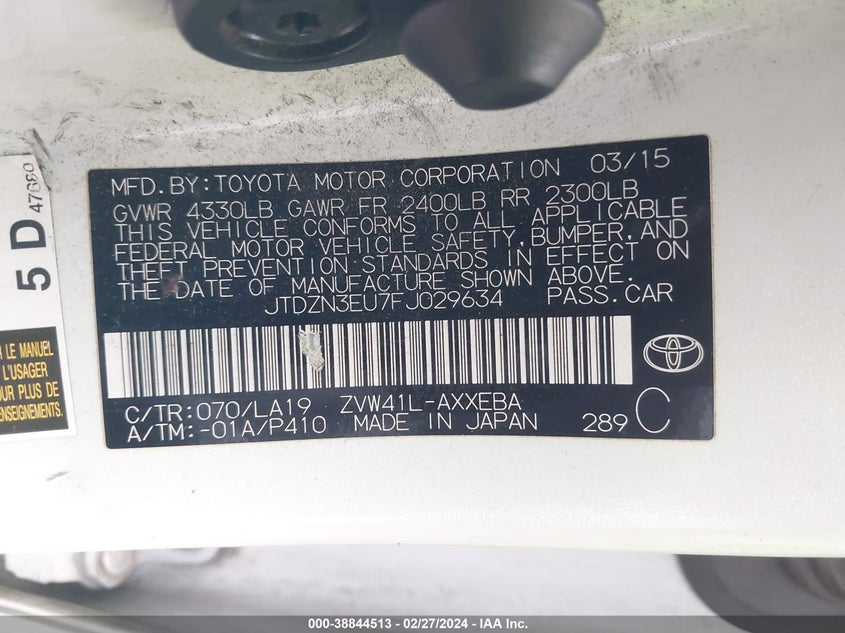 MFD.BY:TOYOTA MOTOR CORPORATION 03/15
GVWR 4330LB GAWR FR 2400LB RR 2300LB
THIS VEHICLE CONFORMS TO ALL APPLICABLE
FEDERAL MOTOR VEHICLE SAFETY,BUMPER,AND
THEFT PREVENTION STANDARDS IN EFFECT ON
THE DATE OF MANUFACTURE SHOWN ABOVE.
JTDZN3EU7FJ029634 PASS.CAR
C/TR:070/LA19 ZVW41L-AXXEBA
A/TM:-01A/P410 MADE IN JAPAN 289 C
5 D
LE MANUEL
L'USAGER
POUR PLUS DE
RENSEIGNEMENTS.
000-38844513 - 02/27/2024 - IAA Inc.